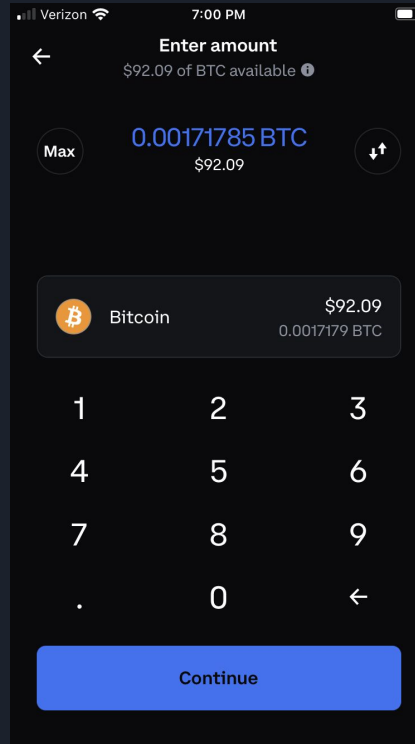 Verizon 7:00 PM
Enter amount
$92.09 of BTC available
Max
0.00171785 BTC
$92.09
Bitcoin
$92.09
0.0017179 BTC
1 2 3
4 5 6
7 8 9
. 0
Continue